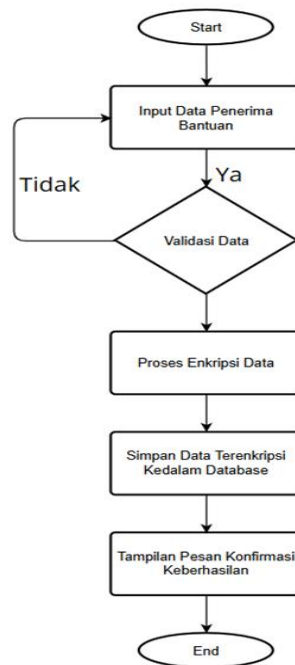 Start
Input Data Penerima
Bantuan
Tidak
Ya
Validasi Data
Proses Enkripsi Data
Simpan Data Terenkripsi
Kedalam Database
Tampilan Pesan Konfirmasi
Keberhasilan
End